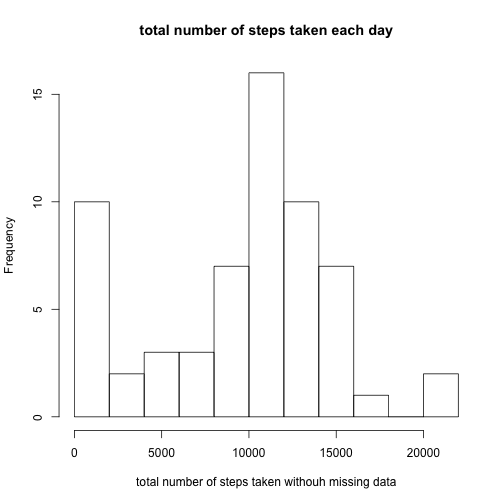 total number of steps taken each day
Frequency
15
10
5
0
0 5000 10000 15000 20000
total number of steps taken withouh missing data